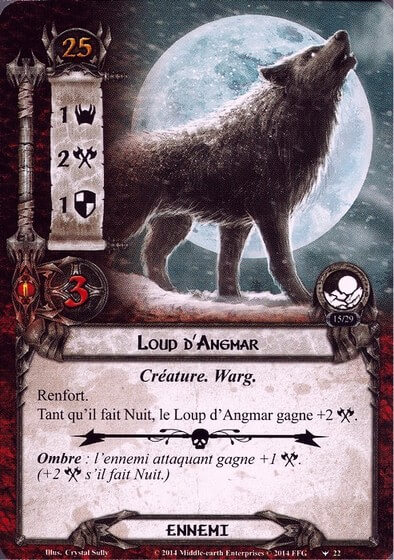 25
1
2
1
3
15/29
Loup d'Angmar
Créature. Warg.
Renfort.
Tant qu'il fait Nuit, le Loup d'Angmar gagne +2 .
Ombre : l'ennemi attaquant gagne +1 .
(+2 s'il fait Nuit.)
ENNEMI
Illus. Crystal Sully © 2014 Middle-earth Enterprises © 2014 FFG 22